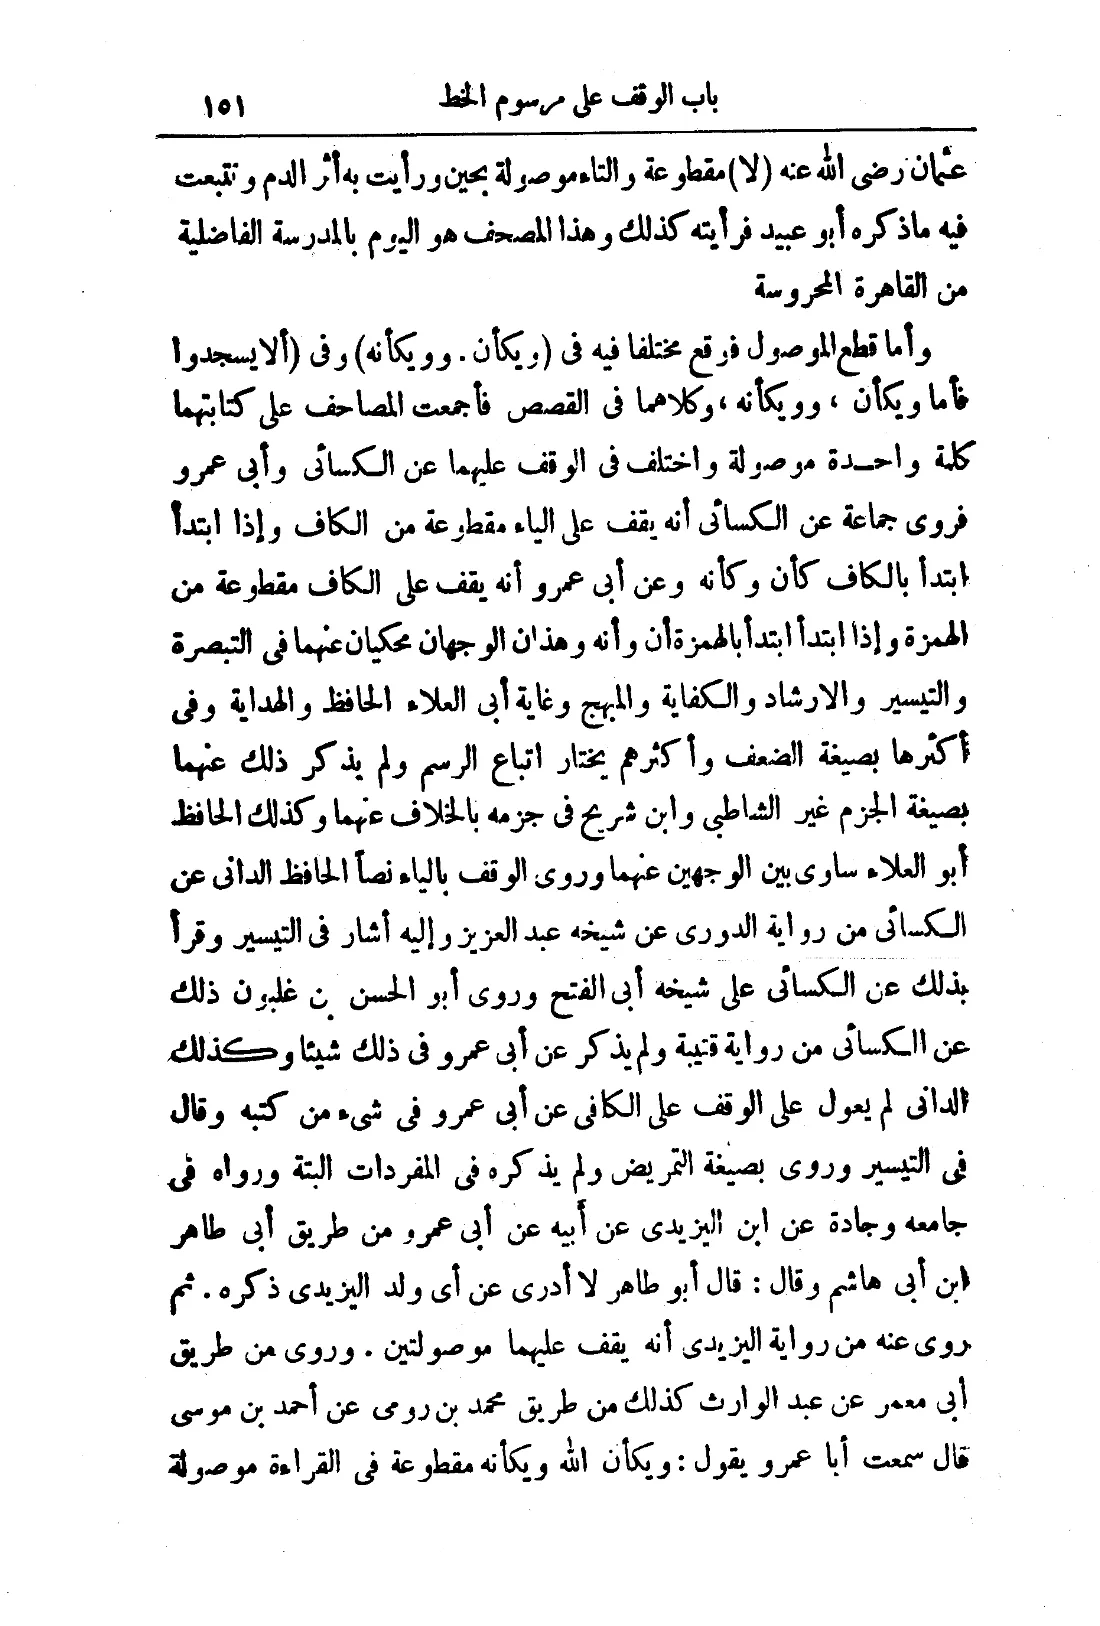 باب الوقف على مرسوم الخط ١٥١
عثمان رضى الله عنه (لا) مقطوعة والتاء موصولة بحين ورأيت به أثر الدم وتتبعت
فيه ماذكره أبو عبيد فرأيته كذلك وهذا المصحف هو اليوم بالمدرسة الفاضلية
من القاهرة المحروسة
وأما قطع الموصول فوقع مختلفا فيه فى (ويكأن . وويكأنه) وفى (ألا يسجدوا
فأما ويكأن ، وويكأنه ، وكلاهما فى القصص فأجمعت المصاحف على كتابتهما
كلمة واحـدة موصولة واختلف فى الوقف عليهما عن الكسائى وأبى عمرو
فروى جماعة عن الكسائى أنه يقف على الياء مقطوعة من الكاف وإذا ابتدأ
ابتدأ بالكاف كأن وكأنه وعن أبى عمرو أنه يقف على الكاف مقطوعة من
الهمزة وإذا ابتدأ ابتدأ بالهمزة أن وأنه وهذان الوجهان محكيان عنهما فى التبصرة
والتيسير والارشاد والكفاية والمبهج وغاية أبى العلاء الحافظ والهداية وفى
أكثرها بصيغة الضعف وأكثرهم يختار اتباع الرسم ولم يذكر ذلك عنهما
بصيغة الجزم غير الشاطبي وابن شريح فى جزمه بالخلاف عنهما وكذلك الحافظ
أبو العلاء ساوى بين الوجهين عنهما وروى الوقف بالياء نصاً الحافظ الدانى عن
الكسائى من رواية الدورى عن شيخه عبد العزيز وإليه أشار فى التيسير وقرأ
بذلك عن الكسائى على شيخه أبى الفتح وروى أبو الحسن بن غلبون ذلك
عن الكسائى من رواية قتيبة ولم يذكر عن أبى عمرو فى ذلك شيئا وكذلك
الدانى لم يعول على الوقف على الكافى عن أبى عمرو فى شىء من كتبه وقال
فى التيسير وروى بصيغة التمريض ولم يذكره فى المفردات البتة ورواه فى
جامعه وجادة عن ابن اليزيدى عن أبيه عن أبى عمرو من طريق أبى طاهر
ابن أبى هاشم وقال : قال أبو طاهر لا أدرى عن أى ولد اليزيدى ذكره . ثم
روى عنه من رواية اليزيدى أنه يقف عليهما موصولتين . وروى من طريق
أبى معمر عن عبد الوارث كذلك من طريق محمد بن رومى عن أحمد بن موسى
قال سمعت أبا عمرو يقول : ويكأن الله ويكأنه مقطوعة فى القراءة موصولة